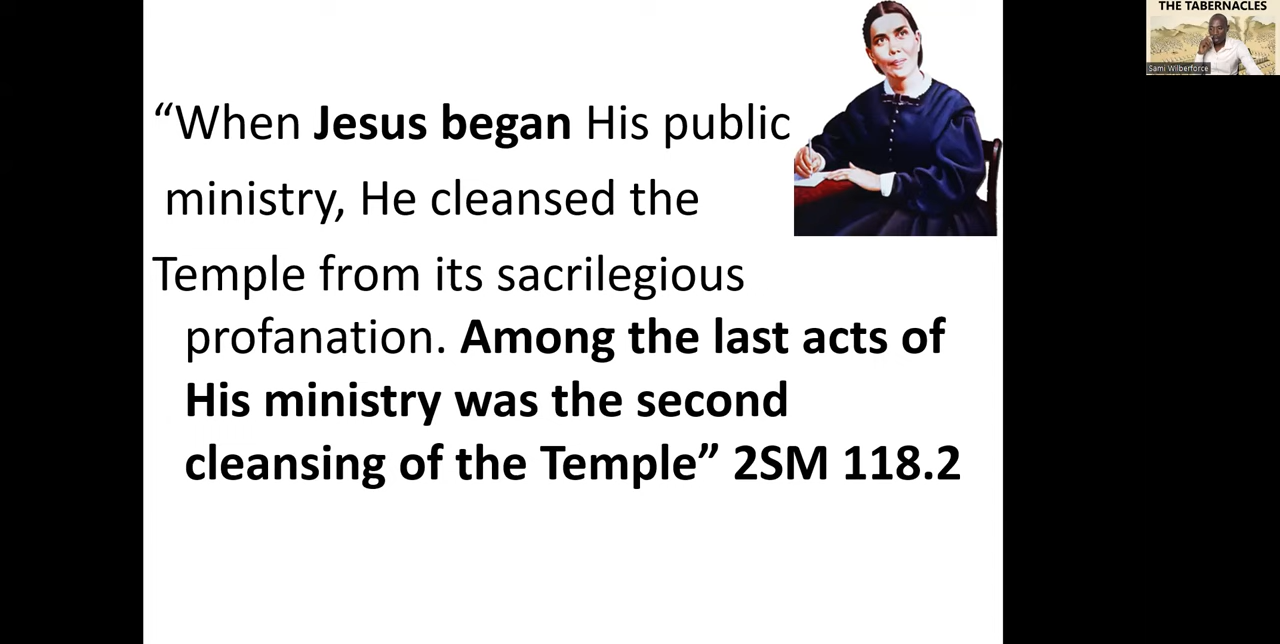 THE TABERNACLES
Sami Wilberforce
“When Jesus began His public
ministry, He cleansed the
Temple from its sacrilegious
profanation. Among the last acts of
His ministry was the second
cleansing of the Temple” 2SM 118.2